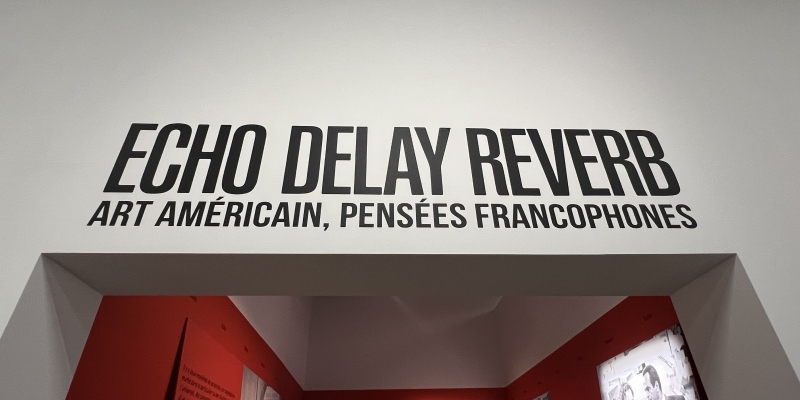 ECHO DELAY REVERB
ART AMÉRICAIN, PENSÉES FRANCOPHONES